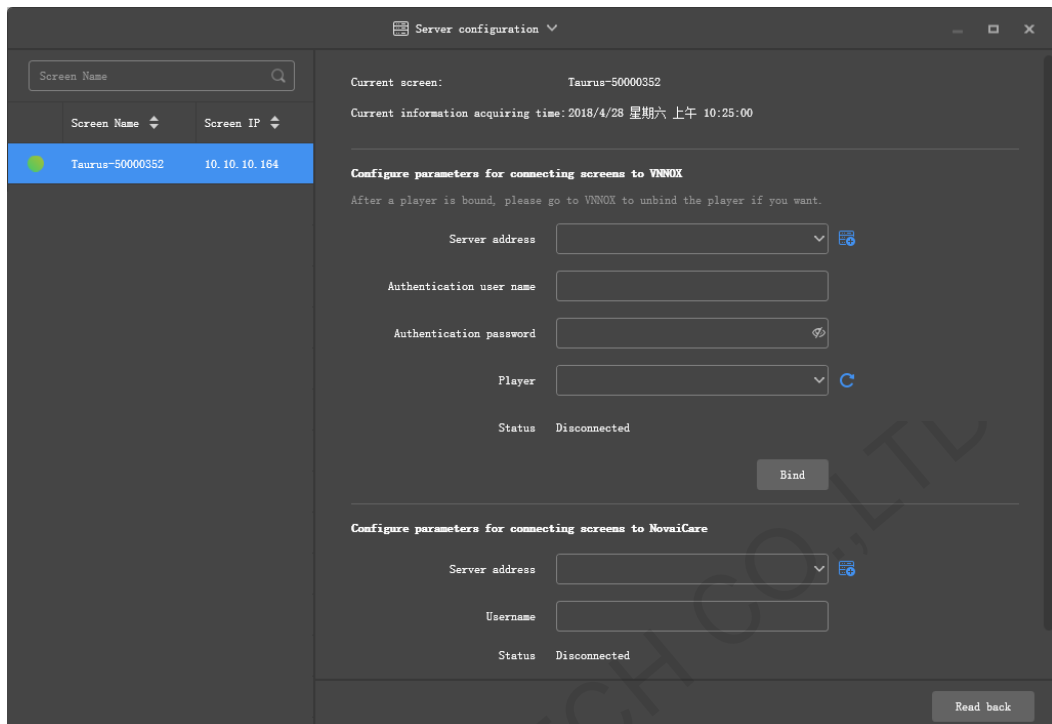 Server configuration
Screen Name
Screen Name Screen IP
Taurus-50000352 10.10.10.164
Current screen: Taurus-50000352
Current information acquiring time: 2018/4/28 星期六 上午 10:25:00
Configure parameters for connecting screens to VNNOX
After a player is bound, please go to VNNOX to unbind the player if you want.
Server address
Authentication user name
Authentication password
Player
Status Disconnected
Bind
Configure parameters for connecting screens to NovaiCare
Server address
Username
Status Disconnected
Read back
CH CO.,LTD